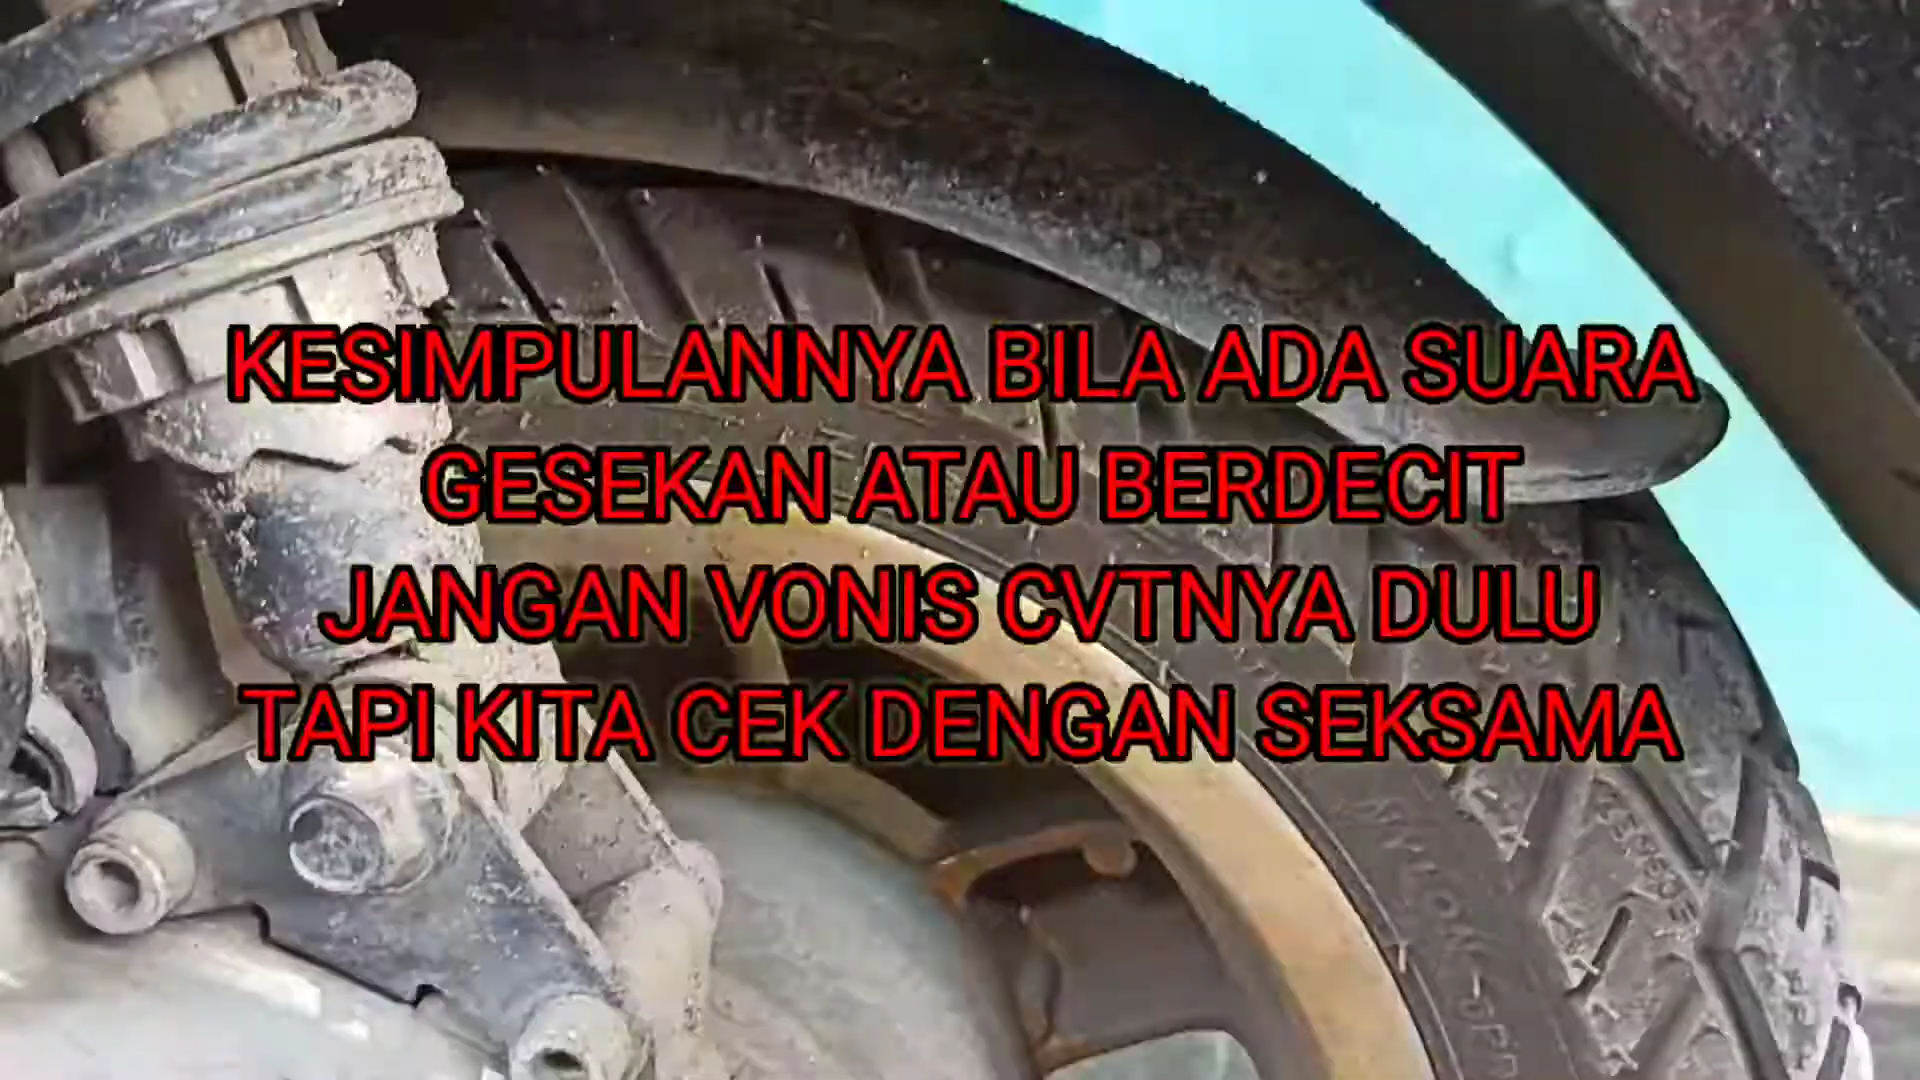 KESIMPULANNYA BILA ADA SUARA
GESEKAN ATAU BERDECIT
JANGAN VONIS CVTNYA DULU
TAPI KITA CEK DENGAN SEKSAMA